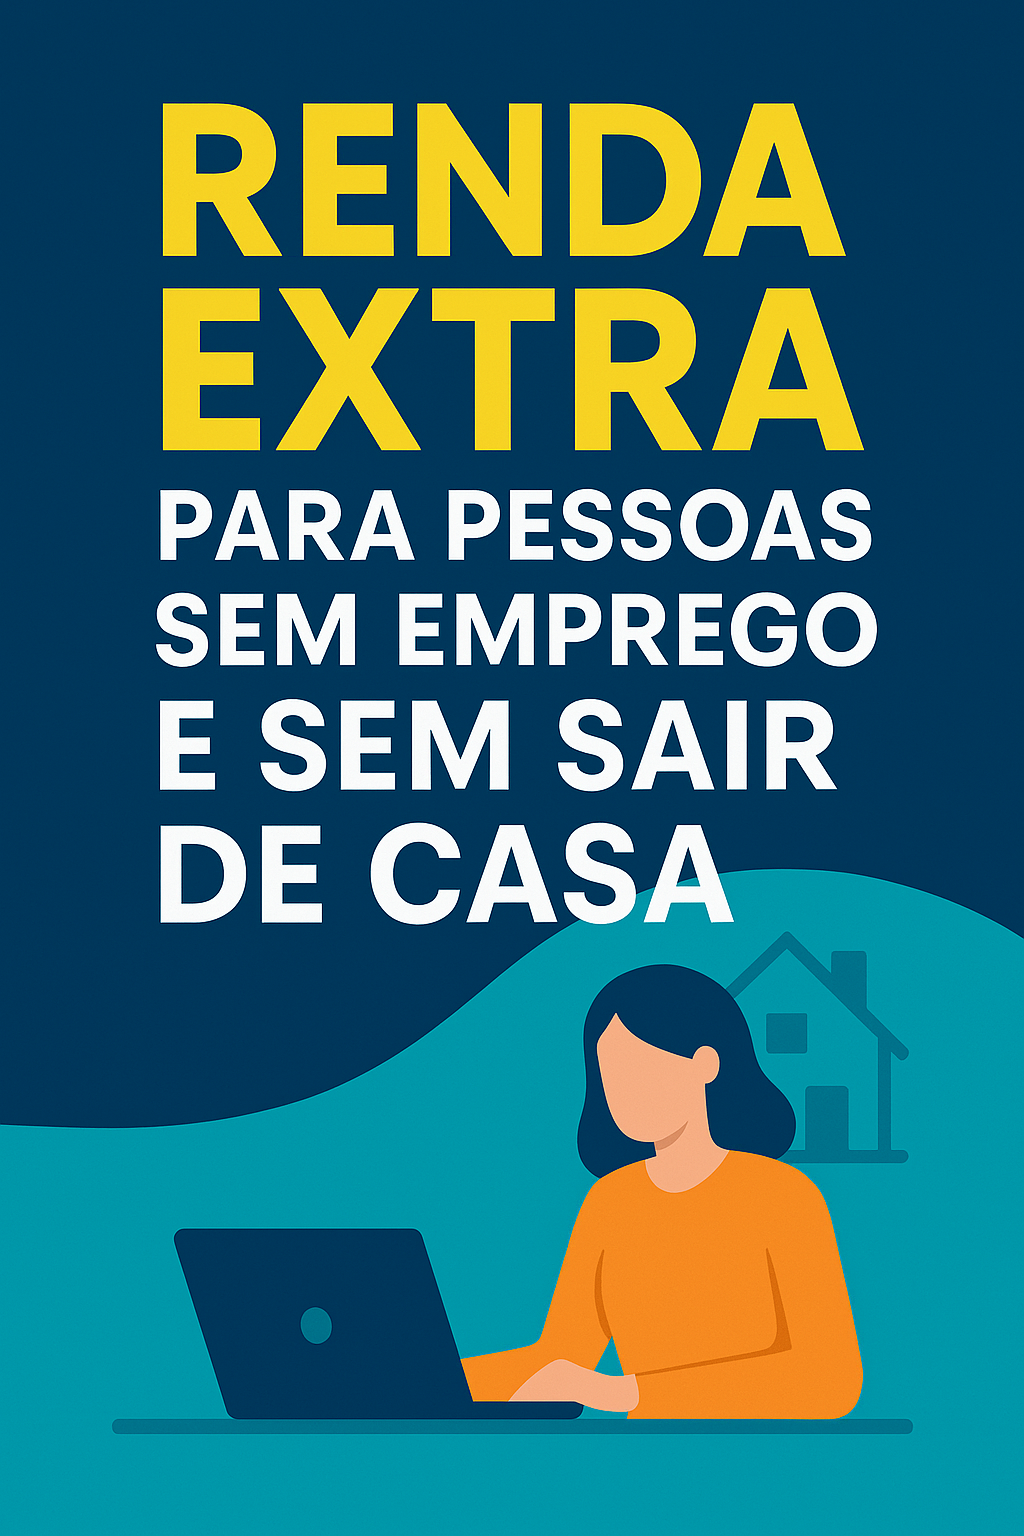 RENDA
EXTRA
PARA PESSOAS
SEM EMPREGO
E SEM SAIR
DE CASA